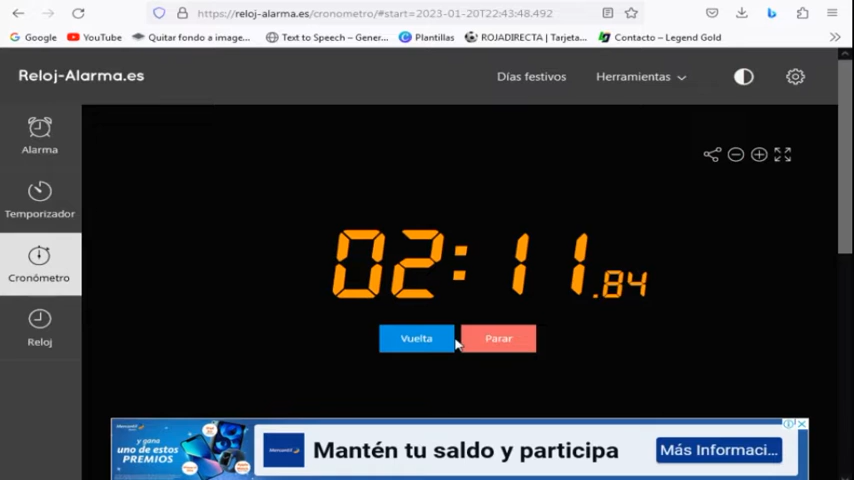 https://reloj-alarma.es/cronometro/#start=2023-01-20T22:43:48.492
Google YouTube Quitar fondo a image... Text to Speech – Gener... Plantillas ROJADIRECTA | Tarjeta... Contacto – Legend Gold
Reloj-Alarma.es Días festivos Herramientas
Alarma
Temporizador
Cronómetro
Reloj
02:11.84
Vuelta Parar
y gana
uno de estos
PREMIOS
Mantén tu saldo y participa
Más Informaci...